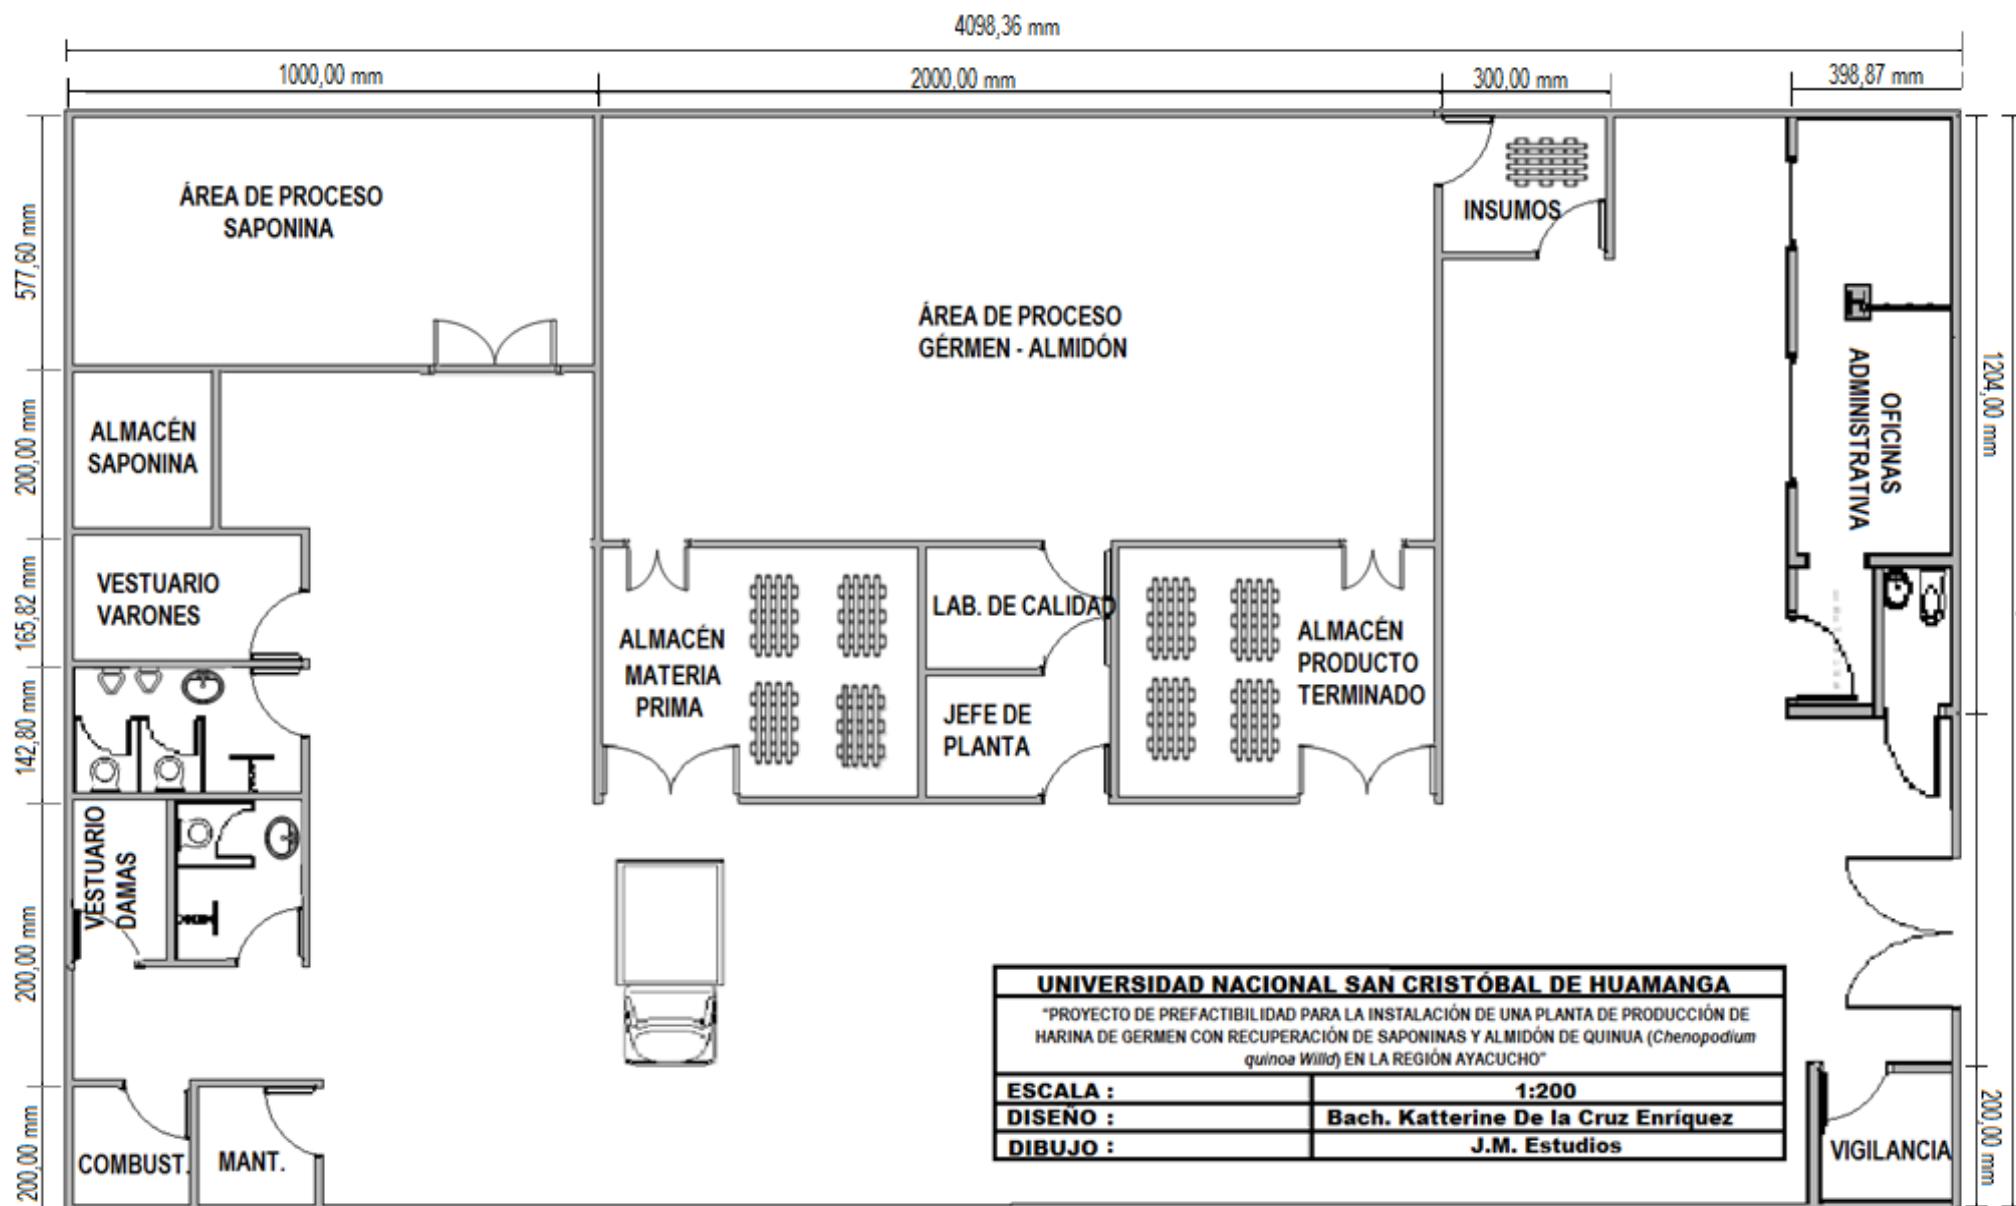 4098,36 mm
1000,00 mm
2000,00 mm
300,00 mm
398,87 mm
577,60 mm
200,00 mm
165,82 mm
142,80 mm
200,00 mm
200,00 mm
1204,00 mm
200,00 mm
ÁREA DE PROCESO
SAPONINA
ÁREA DE PROCESO
GÉRMEN - ALMIDÓN
INSUMOS
OFICINAS
ADMINISTRATIVA
ALMACÉN
SAPONINA
VESTUARIO
VARONES
ALMACÉN
MATERIA
PRIMA
LAB. DE CALIDAD
JEFE DE
PLANTA
ALMACÉN
PRODUCTO
TERMINADO
VESTUARIO
DAMAS
COMBUST.
MANT.
VIGILANCIA
UNIVERSIDAD NACIONAL SAN CRISTÓBAL DE HUAMANGA
"PROYECTO DE PREFACTIBILIDAD PARA LA INSTALACIÓN DE UNA PLANTA DE PRODUCCIÓN DE
HARINA DE GERMEN CON RECUPERACIÓN DE SAPONINAS Y ALMIDÓN DE QUINUA (Chenopodium
quinoa Willd) EN LA REGIÓN AYACUCHO"
ESCALA : 1:200
DISEÑO : Bach. Katterine De la Cruz Enríquez
DIBUJO : J.M. Estudios